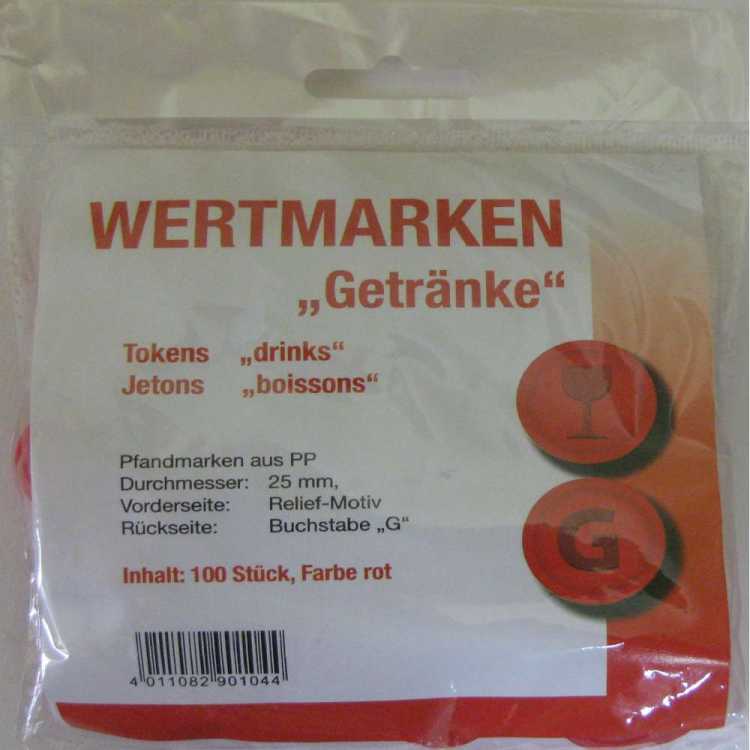 WERTMARKEN
„Getränke“
Tokens „drinks“
Jetons „boissons“
Pfandmarken aus PP
Durchmesser: 25 mm,
Vorderseite: Relief-Motiv
Rückseite: Buchstabe „G“
Inhalt: 100 Stück, Farbe rot
G
4 011082 901044